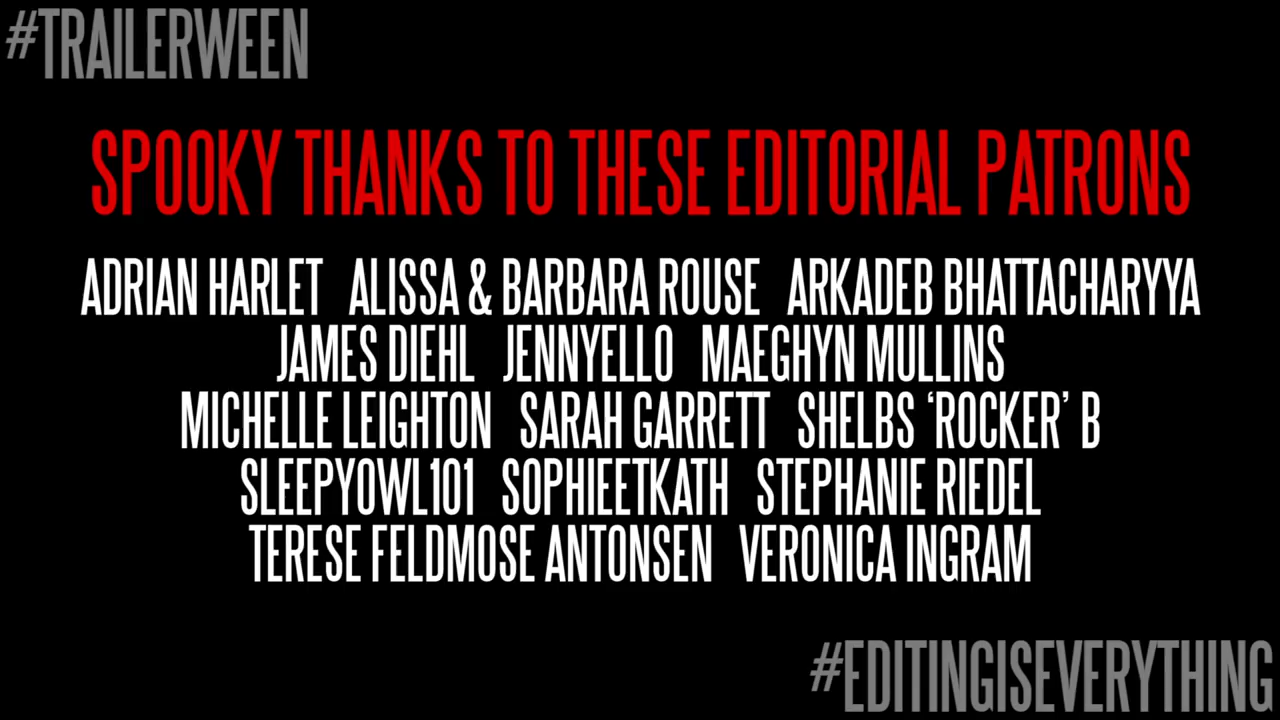 #TRAILERWEEN
SPOOKY THANKS TO THESE EDITORIAL PATRONS
ADRIAN HARLET ALISSA & BARBARA ROUSE ARKADEB BHATTACHARYYA
JAMES DIEHL JENNYELLO MAEGHYN MULLINS
MICHELLE LEIGHTON SARAH GARRETT SHELBS ‘ROCKER’ B
SLEEPYOWL101 SOPHIEETKATH STEPHANIE RIEDEL
TERESE FELDMOSE ANTONSEN VERONICA INGRAM
#EDITINGISEVERYTHING